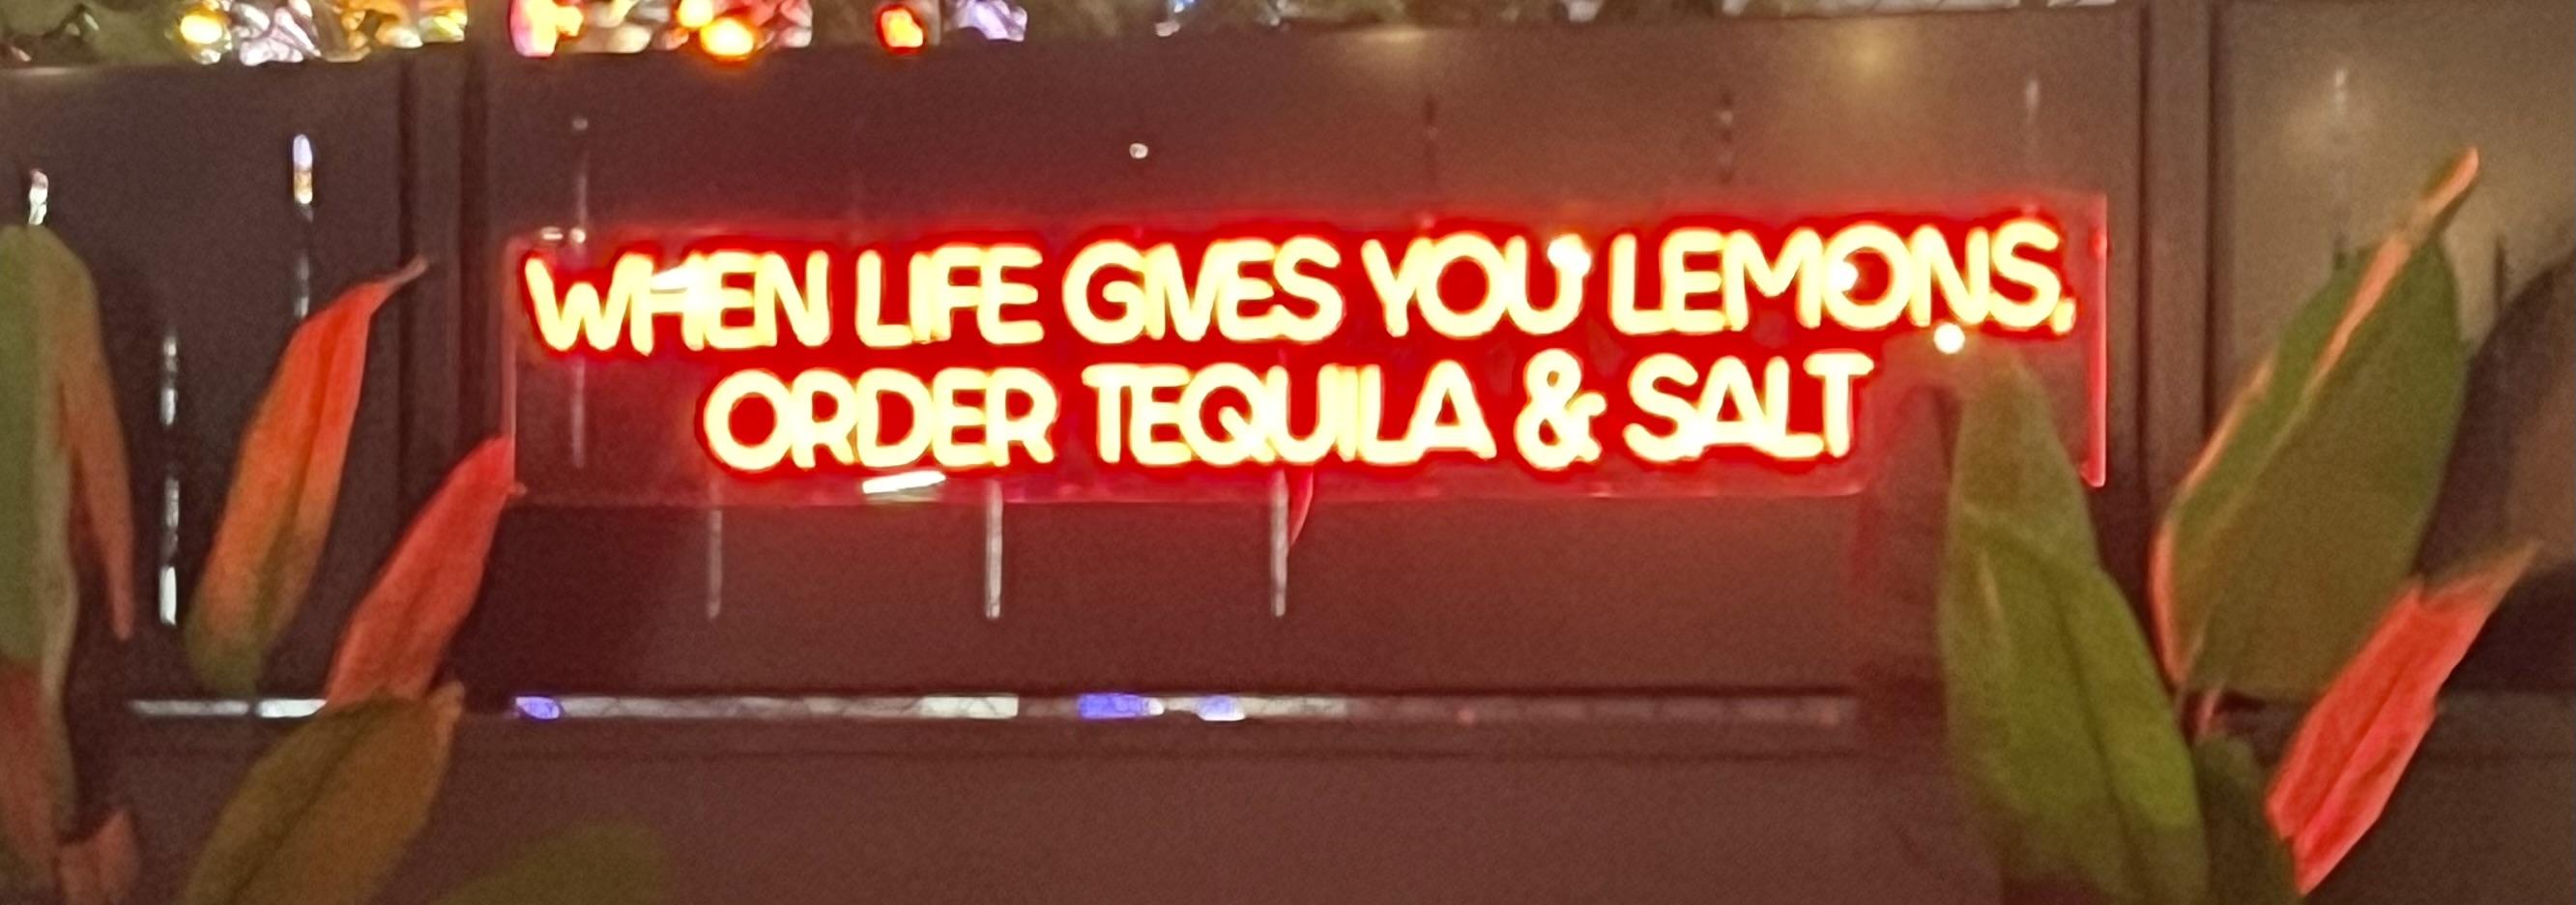 WHEN LIFE GIVES YOU LEMONS,
ORDER TEQUILA & SALT